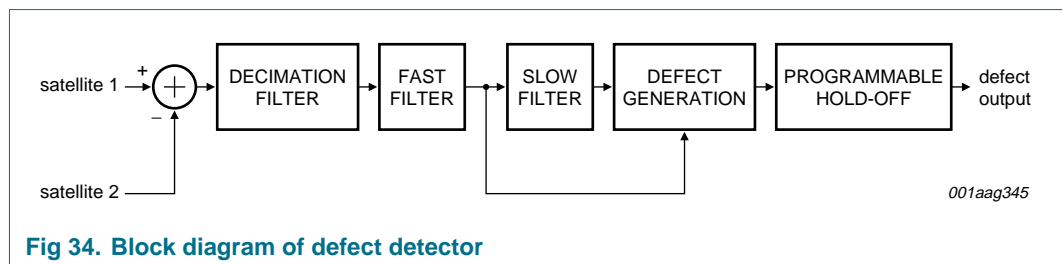 satellite 1
+
−
DECIMATION
FILTER
FAST
FILTER
SLOW
FILTER
DEFECT
GENERATION
PROGRAMMABLE
HOLD-OFF
defect
output
satellite 2
001aag345
Fig 34. Block diagram of defect detector